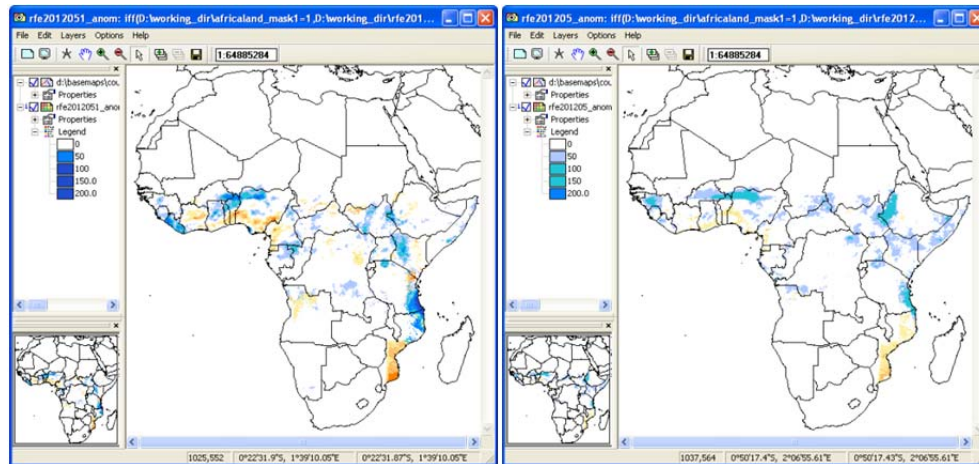 rfe2012051_anom: iff(D:\working_dir\africaland_mask1=1 ,D:\working_dir\rfe201...
File Edit Layers Options Help
1:64885284
d:\basemaps\cou
Properties
rfe2012051_anom
Properties
Legend
0
50
100
150.0
200.0
1025,552 0°22'31.9"S, 1°39'10.05"E 0°22'31.87"S, 1°39'10.05"E
rfe201205_anom: iff(D:\working_dir\africaland_mask1=1 ,D:\working_dir\rfe2012...
File Edit Layers Options Help
1:64885284
d:\basemaps\cou
Properties
rfe201205_anom
Properties
Legend
0
50
100
150
200.0
1037,564 0°50'17.4"S, 2°06'55.61"E 0°50'17.43"S, 2°06'55.61"E